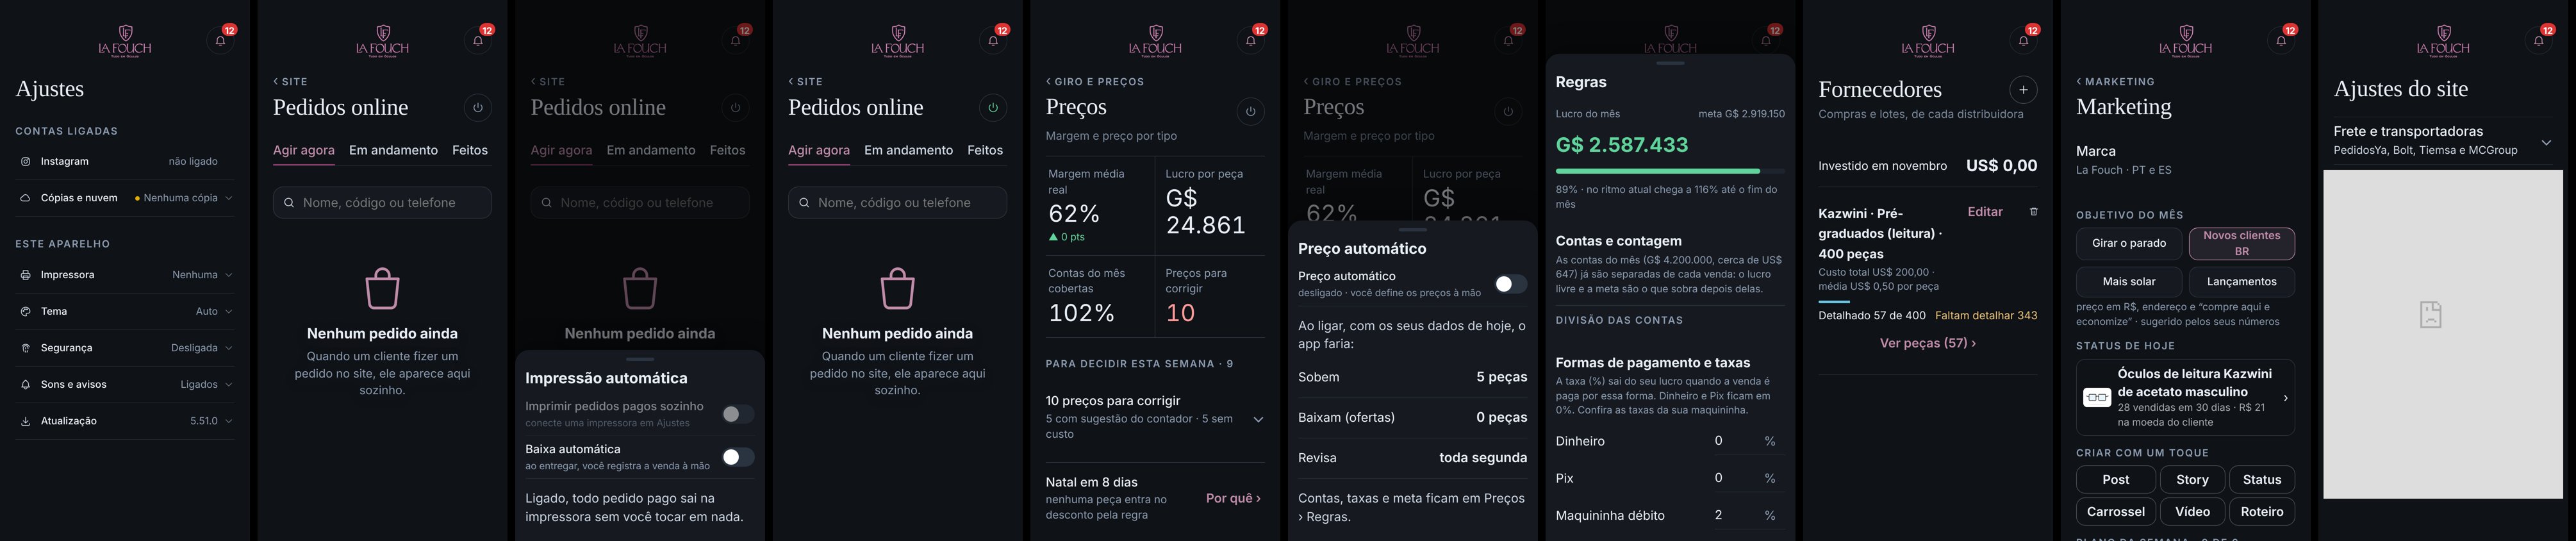 LA FOUCH
12
Ajustes
CONTAS LIGADAS
Instagram
não ligado
Cópias e nuvem
Nenhuma cópia
ESTE APARELHO
Impressora
Nenhuma
Tema
Auto
Segurança
Desligada
Sons e avisos
Ligados
Atualização
5.51.0
LA FOUCH
12
‹ SITE
Pedidos online
Agir agora
Em andamento
Feitos
Nome, código ou telefone
Nenhum pedido ainda
Quando um cliente fizer um
pedido no site, ele aparece aqui
sozinho.
LA FOUCH
12
‹ SITE
Pedidos online
Agir agora
Em andamento
Feitos
Nome, código ou telefone
Nenhum pedido ainda
Impressão automática
Imprimir pedidos pagos sozinho
conecte uma impressora em Ajustes
Baixa automática
ao entregar, você registra a venda à mão
Ligado, todo pedido pago sai na
impressora sem você tocar em nada.
LA FOUCH
12
‹ SITE
Pedidos online
Agir agora
Em andamento
Feitos
Nome, código ou telefone
Nenhum pedido ainda
Quando um cliente fizer um
pedido no site, ele aparece aqui
sozinho.
LA FOUCH
12
‹ GIRO E PREÇOS
Preços
Margem e preço por tipo
Margem média
real
62%
▲ 0 pts
Lucro por peça
G$
24.861
Contas do mês
cobertas
102%
Preços para
corrigir
10
PARA DECIDIR ESTA SEMANA · 9
10 preços para corrigir
5 com sugestão do contador · 5 sem
custo
Natal em 8 dias
nenhuma peça entra no
desconto pela regra
Por quê ›
LA FOUCH
12
‹ GIRO E PREÇOS
Preços
Margem e preço por tipo
Margem média
real
62%
Lucro por peça
G$
24.861
Preço automático
Preço automático
desligado · você define os preços à mão
Ao ligar, com os seus dados de hoje, o
app faria:
Sobem
5 peças
Baixam (ofertas)
0 peças
Revisa
toda segunda
Contas, taxas e meta ficam em Preços
› Regras.
LA FOUCH
12
Regras
Lucro do mês
meta G$ 2.919.150
G$ 2.587.433
89% · no ritmo atual chega a 116% até o fim do
mês
Contas e contagem
As contas do mês (G$ 4.200.000, cerca de US$
647) já são separadas de cada venda: o lucro
livre e a meta são o que sobra depois delas.
DIVISÃO DAS CONTAS
Formas de pagamento e taxas
A taxa (%) sai do seu lucro quando a venda é
paga por essa forma. Dinheiro e Pix ficam em
0%. Confira as taxas da sua maquininha.
Dinheiro
0
%
Pix
0
%
Maquininha débito
2
%
LA FOUCH
12
Fornecedores
Compras e lotes, de cada distribuidora
Investido em novembro
US$ 0,00
Kazwini · Pré-
graduados (leitura) ·
400 peças
Editar
Custo total US$ 200,00 ·
média US$ 0,50 por peça
Detalhado 57 de 400
Faltam detalhar 343
Ver peças (57) ›
LA FOUCH
12
‹ MARKETING
Marketing
Marca
La Fouch · PT e ES
OBJETIVO DO MÊS
Girar o parado
Novos clientes
BR
Mais solar
Lançamentos
preço em R$, endereço e “compre aqui e
economize” · sugerido pelos seus números
STATUS DE HOJE
Óculos de leitura Kazwini
de acetato masculino
28 vendidas em 30 dias · R$ 21
na moeda do cliente
CRIAR COM UM TOQUE
Post
Story
Status
Carrossel
Vídeo
Roteiro
LA FOUCH
12
Ajustes do site
Frete e transportadoras
PedidosYa, Bolt, Tiemsa e MCGroup